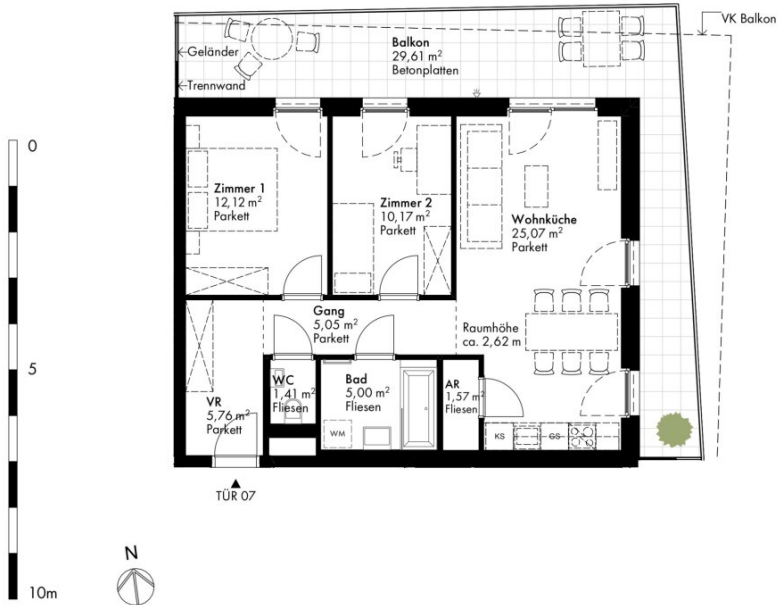 VK Balkon
Balkon
29,61 m²
Betonplatten
Geländer
Trennwand
0
Zimmer 1
12,12 m²
Parkett
Zimmer 2
10,17 m²
Parkett
Wohnküche
25,07 m²
Parkett
Gang
5,05 m²
Parkett
Raumhöhe
ca. 2,62 m
5
VR
5,76 m²
Parkett
WC
1,41 m²
Fliesen
Bad
5,00 m²
Fliesen
AR
1,57 m²
Fliesen
WM
KS
GS
TÜR 07
N
10m